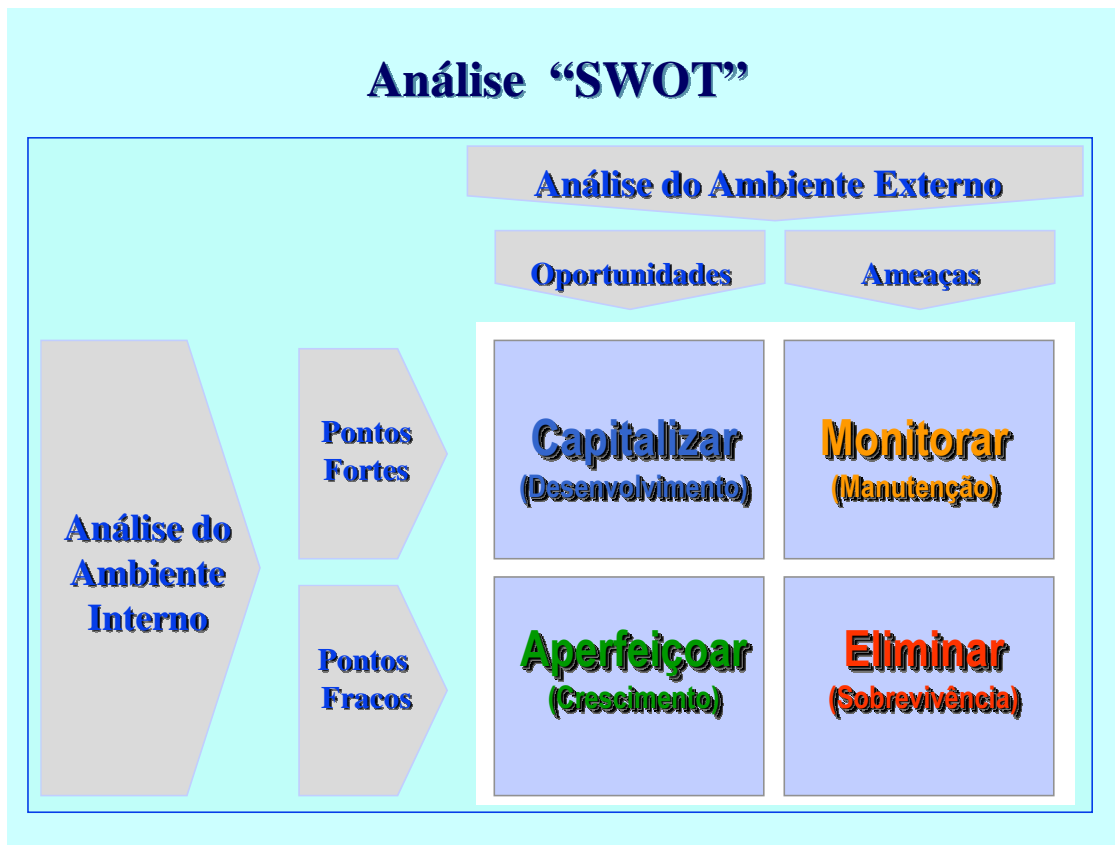 Análise “SWOT”
Análise do Ambiente Externo
Oportunidades
Ameaças
Análise do
Ambiente
Interno
Pontos
Fortes
Capitalizar
(Desenvolvimento)
Monitorar
(Manutenção)
Pontos
Fracos
Aperfeiçoar
(Crescimento)
Eliminar
(Sobrevivência)